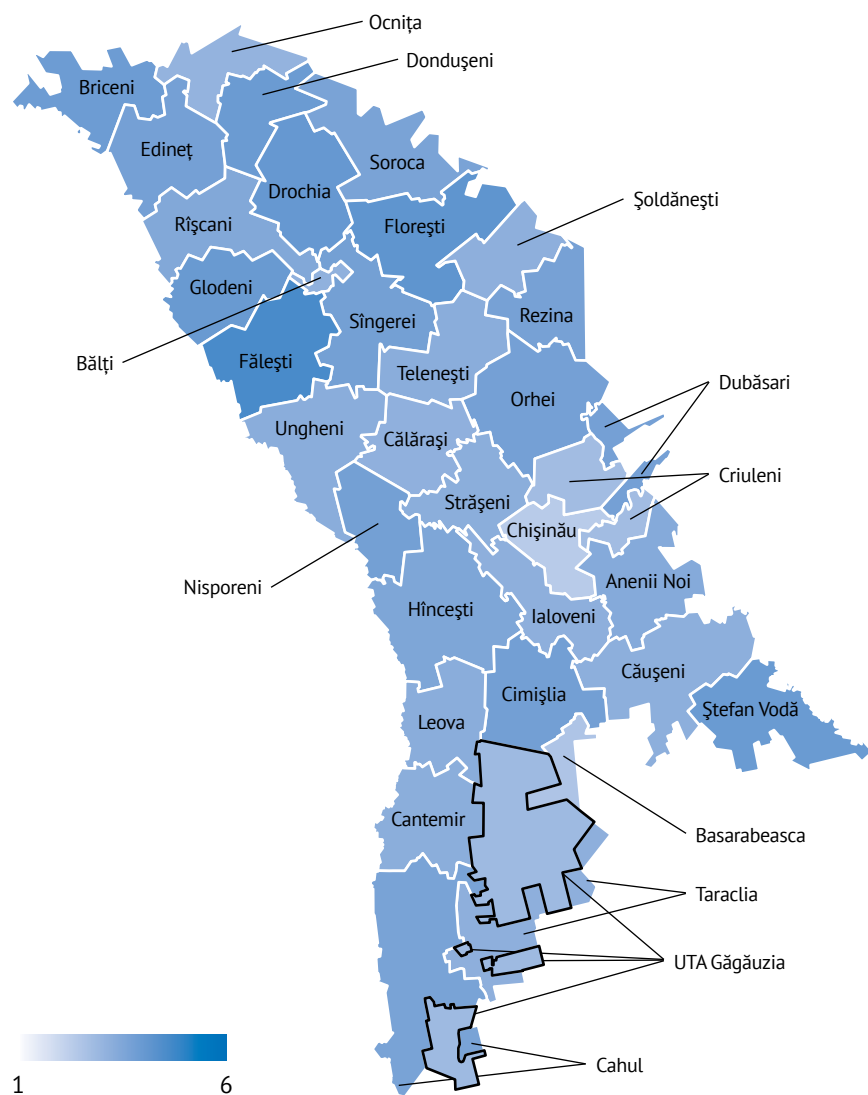 Ocnița
Dondușeni
Briceni
Edineț
Soroca
Drochia
Șoldănești
Rîșcani
Florești
Glodeni
Rezina
Sîngerei
Bălți
Fălești
Telenești
Dubăsari
Orhei
Ungheni
Călărași
Criuleni
Strășeni
Chișinău
Nisporeni
Anenii Noi
Hîncești
Ialoveni
Căușeni
Cimișlia
Ștefan Vodă
Leova
Cantemir
Basarabeasca
Taraclia
UTA Găgăuzia
Cahul
1
6